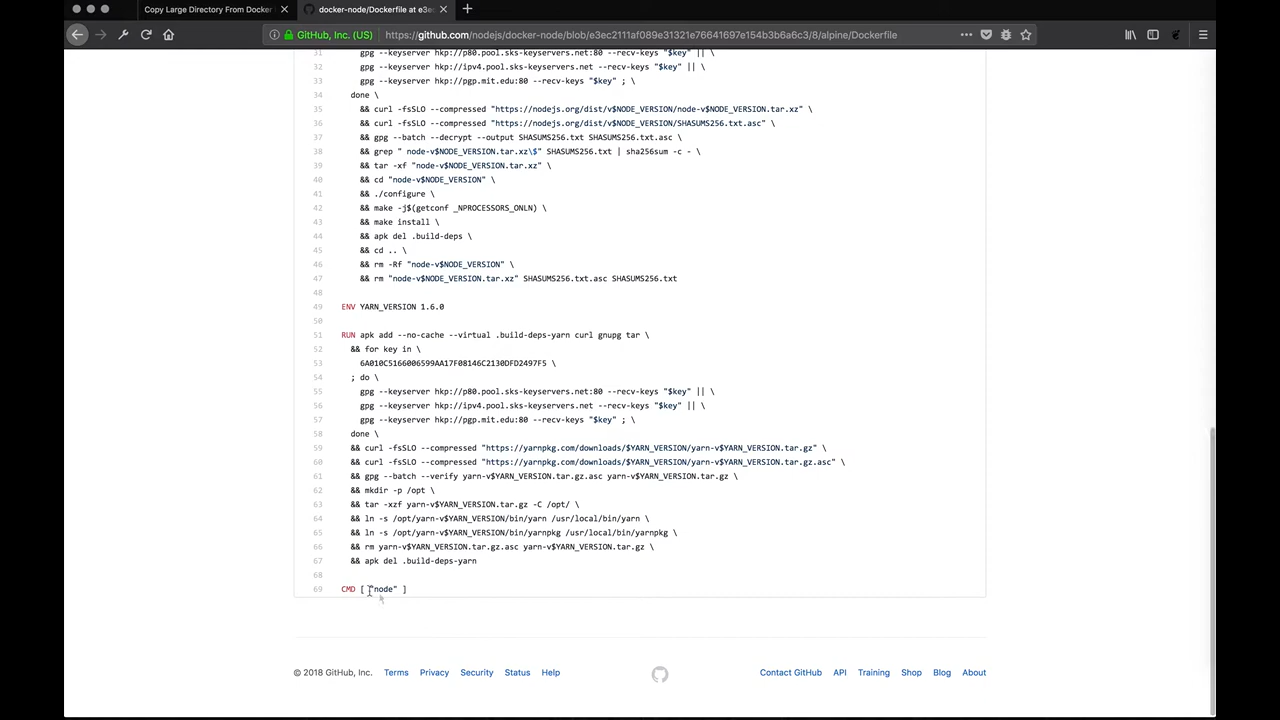 Copy Large Directory From Docker
docker-node/Dockerfile at e3e
GitHub, Inc. (US)
https://github.com/nodejs/docker-node/blob/e3ec2111af089e31321e76641697e154b3b6a6c3/8/alpine/Dockerfile
31 gpg --keyserver hkp://p80.pool.sks-keyservers.net:80 --recv-keys "$key" || \
32 gpg --keyserver hkp://ipv4.pool.sks-keyservers.net --recv-keys "$key" || \
33 gpg --keyserver hkp://pgp.mit.edu:80 --recv-keys "$key" ; \
34 done \
35 && curl -fsSLO --compressed "https://nodejs.org/dist/v$NODE_VERSION/node-v$NODE_VERSION.tar.xz" \
36 && curl -fsSLO --compressed "https://nodejs.org/dist/v$NODE_VERSION/SHASUMS256.txt.asc" \
37 && gpg --batch --decrypt --output SHASUMS256.txt SHASUMS256.txt.asc \
38 && grep " node-v$NODE_VERSION.tar.xz\$" SHASUMS256.txt | sha256sum -c - \
39 && tar -xf "node-v$NODE_VERSION.tar.xz" \
40 && cd "node-v$NODE_VERSION" \
41 && ./configure \
42 && make -j$(getconf _NPROCESSORS_ONLN) \
43 && make install \
44 && apk del .build-deps \
45 && cd .. \
46 && rm -Rf "node-v$NODE_VERSION" \
47 && rm "node-v$NODE_VERSION.tar.xz" SHASUMS256.txt.asc SHASUMS256.txt
48
49 ENV YARN_VERSION 1.6.0
50
51 RUN apk add --no-cache --virtual .build-deps-yarn curl gnupg tar \
52 && for key in \
53 6A010C5166006599AA17F08146C2130DFD2497F5 \
54 ; do \
55 gpg --keyserver hkp://p80.pool.sks-keyservers.net:80 --recv-keys "$key" || \
56 gpg --keyserver hkp://ipv4.pool.sks-keyservers.net --recv-keys "$key" || \
57 gpg --keyserver hkp://pgp.mit.edu:80 --recv-keys "$key" ; \
58 done \
59 && curl -fsSLO --compressed "https://yarnpkg.com/downloads/$YARN_VERSION/yarn-v$YARN_VERSION.tar.gz" \
60 && curl -fsSLO --compressed "https://yarnpkg.com/downloads/$YARN_VERSION/yarn-v$YARN_VERSION.tar.gz.asc" \
61 && gpg --batch --verify yarn-v$YARN_VERSION.tar.gz.asc yarn-v$YARN_VERSION.tar.gz \
62 && mkdir -p /opt \
63 && tar -xzf yarn-v$YARN_VERSION.tar.gz -C /opt/ \
64 && ln -s /opt/yarn-v$YARN_VERSION/bin/yarn /usr/local/bin/yarn \
65 && ln -s /opt/yarn-v$YARN_VERSION/bin/yarnpkg /usr/local/bin/yarnpkg \
66 && rm yarn-v$YARN_VERSION.tar.gz.asc yarn-v$YARN_VERSION.tar.gz \
67 && apk del .build-deps-yarn
68
69 CMD [ "node" ]
© 2018 GitHub, Inc. Terms Privacy Security Status Help Contact GitHub API Training Shop Blog About